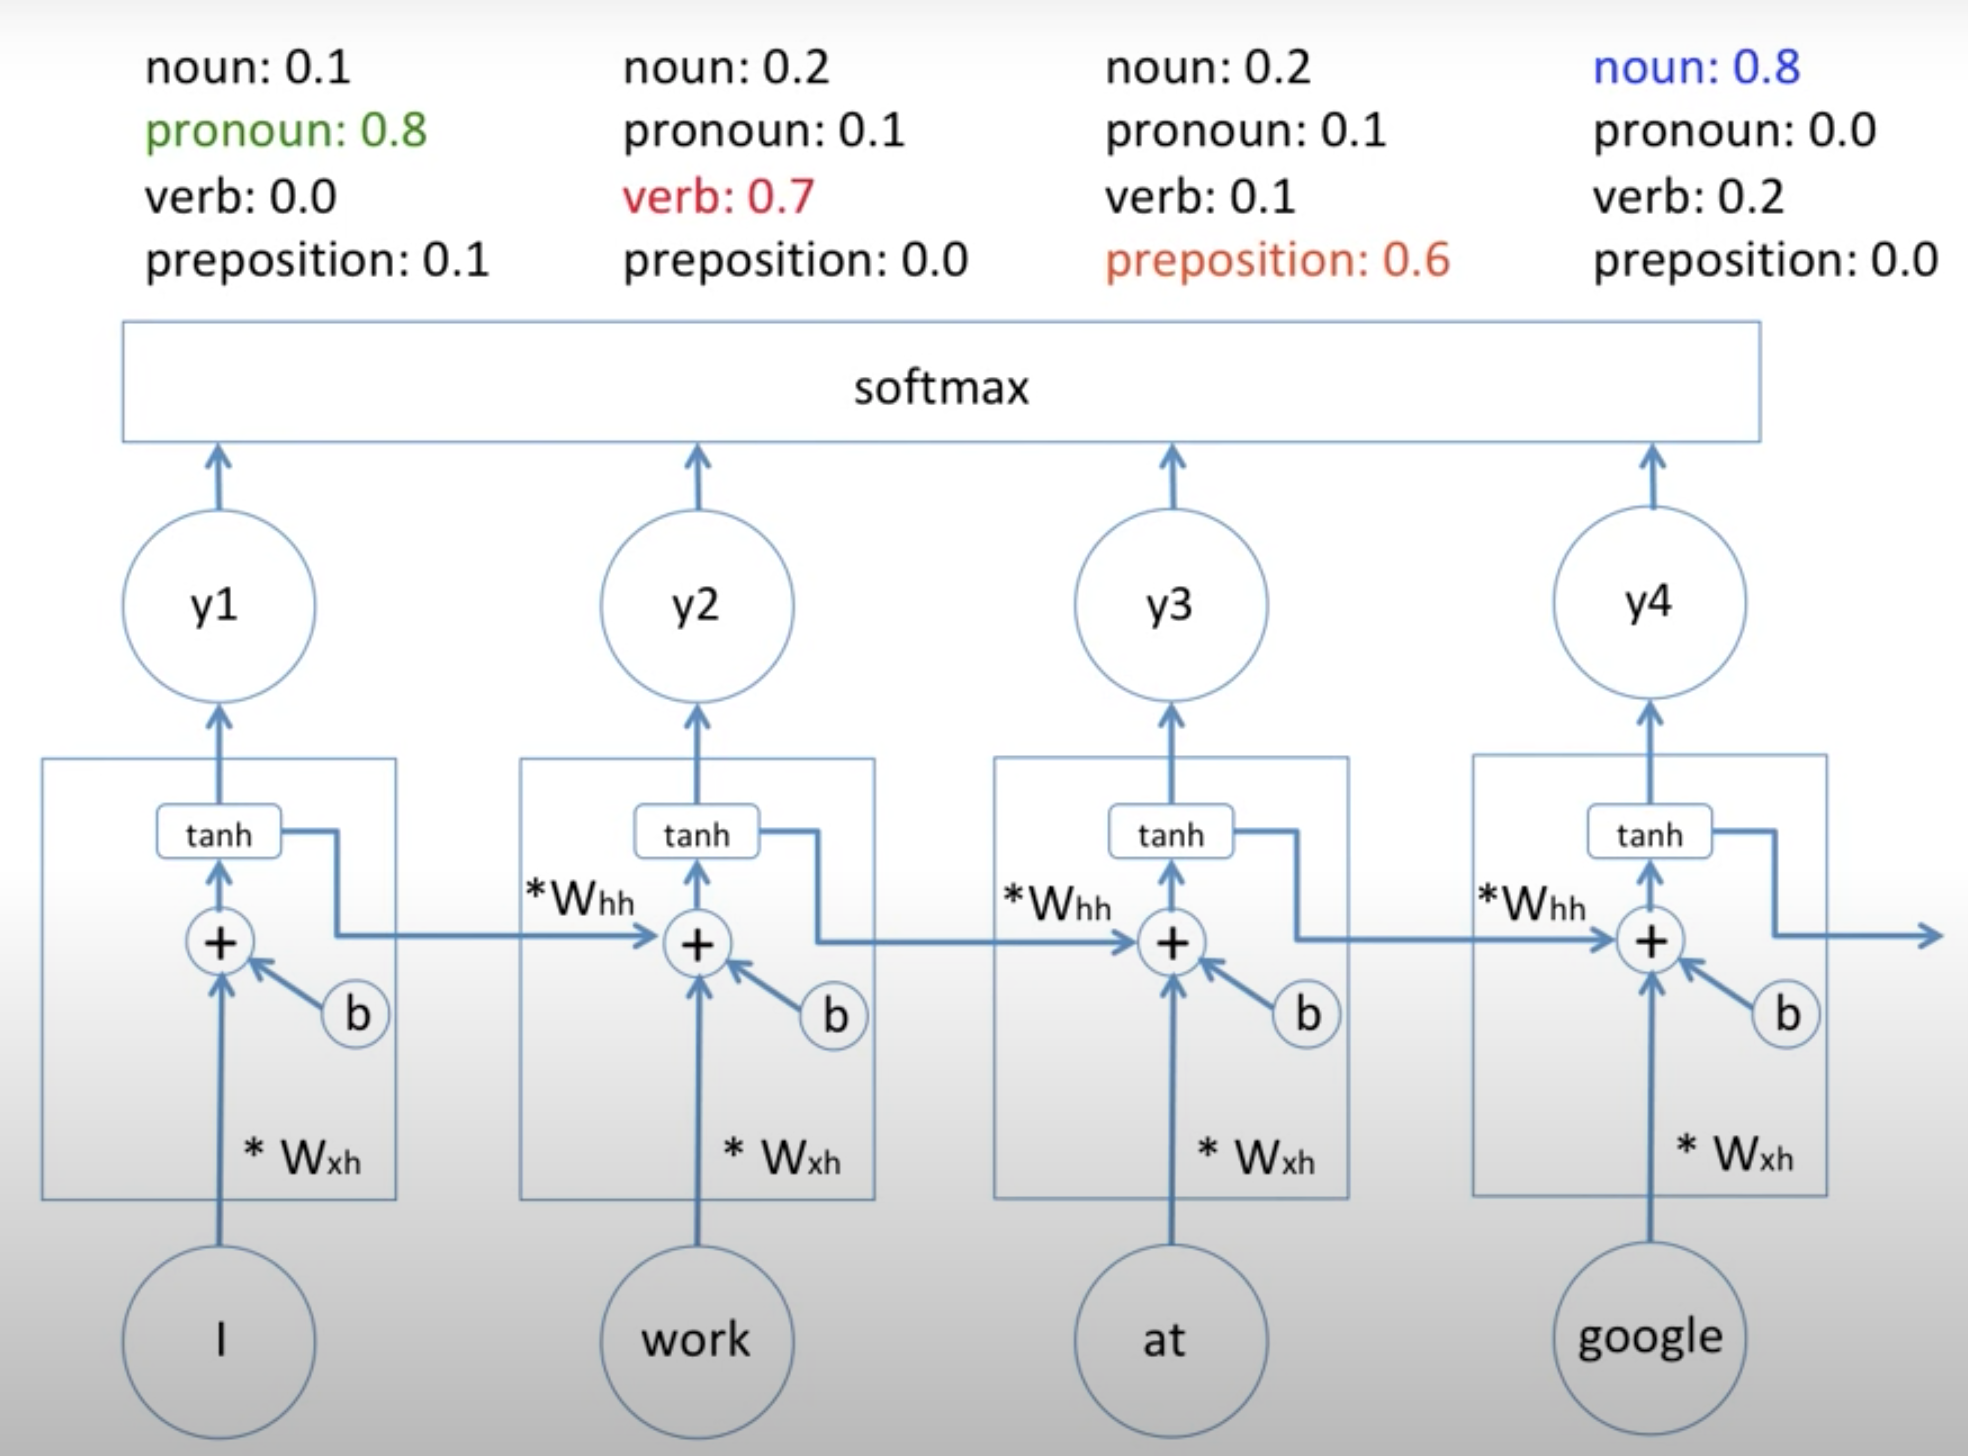 noun: 0.1
pronoun: 0.8
verb: 0.0
preposition: 0.1
noun: 0.2
pronoun: 0.1
verb: 0.7
preposition: 0.0
noun: 0.2
pronoun: 0.1
verb: 0.1
preposition: 0.6
noun: 0.8
pronoun: 0.0
verb: 0.2
preposition: 0.0
softmax
y1
y2
y3
y4
tanh
tanh
tanh
tanh
*Whh
*Whh
*Whh
+
+
+
+
b
b
b
b
* Wxh
* Wxh
* Wxh
* Wxh
I
work
at
google